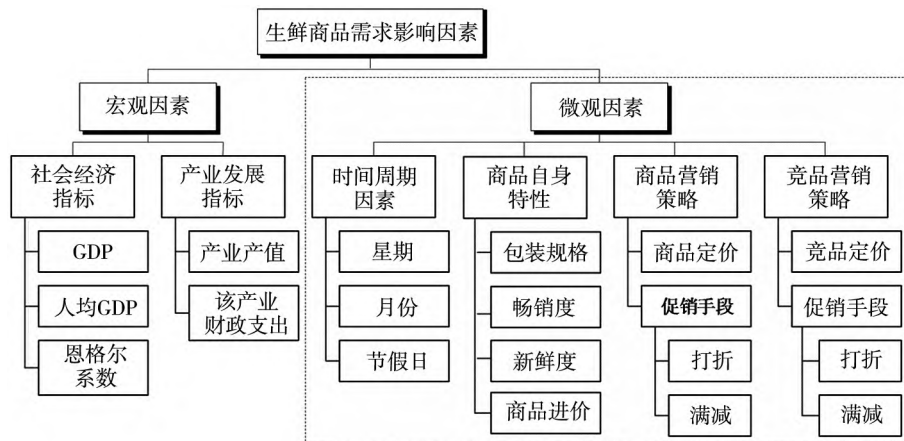 生鲜商品需求影响因素
宏观因素
微观因素
社会经济
指标
产业发展
指标
时间周期
因素
商品自身
特性
商品营销
策略
竞品营销
策略
GDP
人均GDP
恩格尔
系数
产业产值
该产业
财政支出
星期
月份
节假日
包装规格
畅销度
新鲜度
商品进价
商品定价
促销手段
打折
满减
竞品定价
促销手段
打折
满减